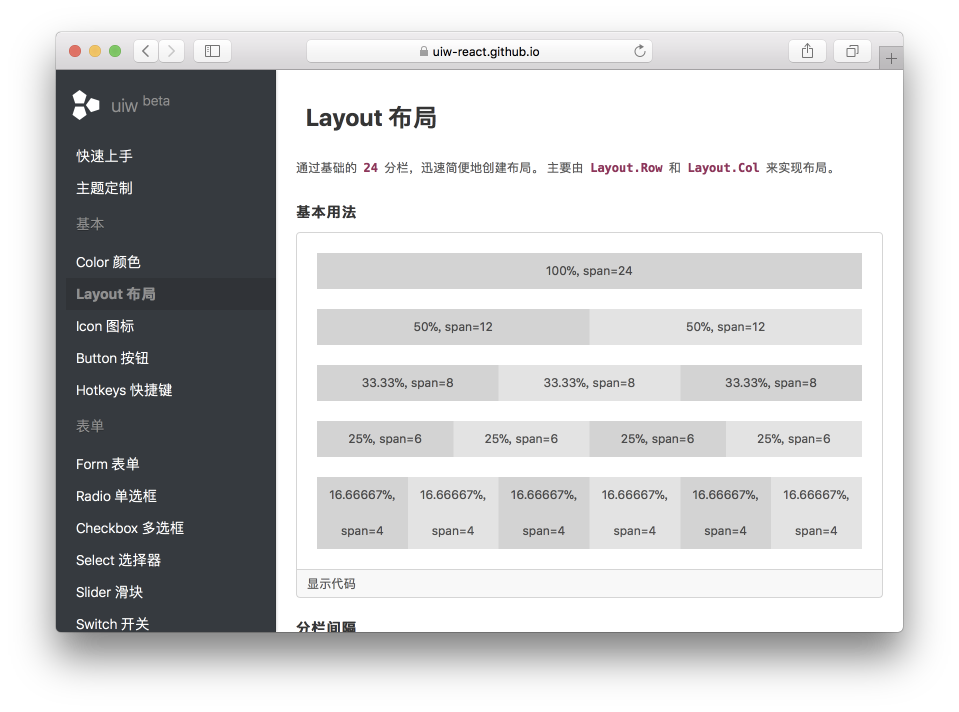 uiw-react.github.io
uiw beta
快速上手
主题定制
基本
Color 颜色
Layout 布局
Icon 图标
Button 按钮
Hotkeys 快捷键
表单
Form 表单
Radio 单选框
Checkbox 多选框
Select 选择器
Slider 滑块
Switch 开关
Layout 布局
通过基础的 24 分栏，迅速简便地创建布局。 主要由 Layout.Row 和 Layout.Col 来实现布局。
基本用法
100%, span=24
50%, span=12 50%, span=12
33.33%, span=8 33.33%, span=8 33.33%, span=8
25%, span=6 25%, span=6 25%, span=6 25%, span=6
16.66667%, 16.66667%, 16.66667%, 16.66667%, 16.66667%, 16.66667%,
span=4 span=4 span=4 span=4 span=4 span=4
显示代码
分栏间隔